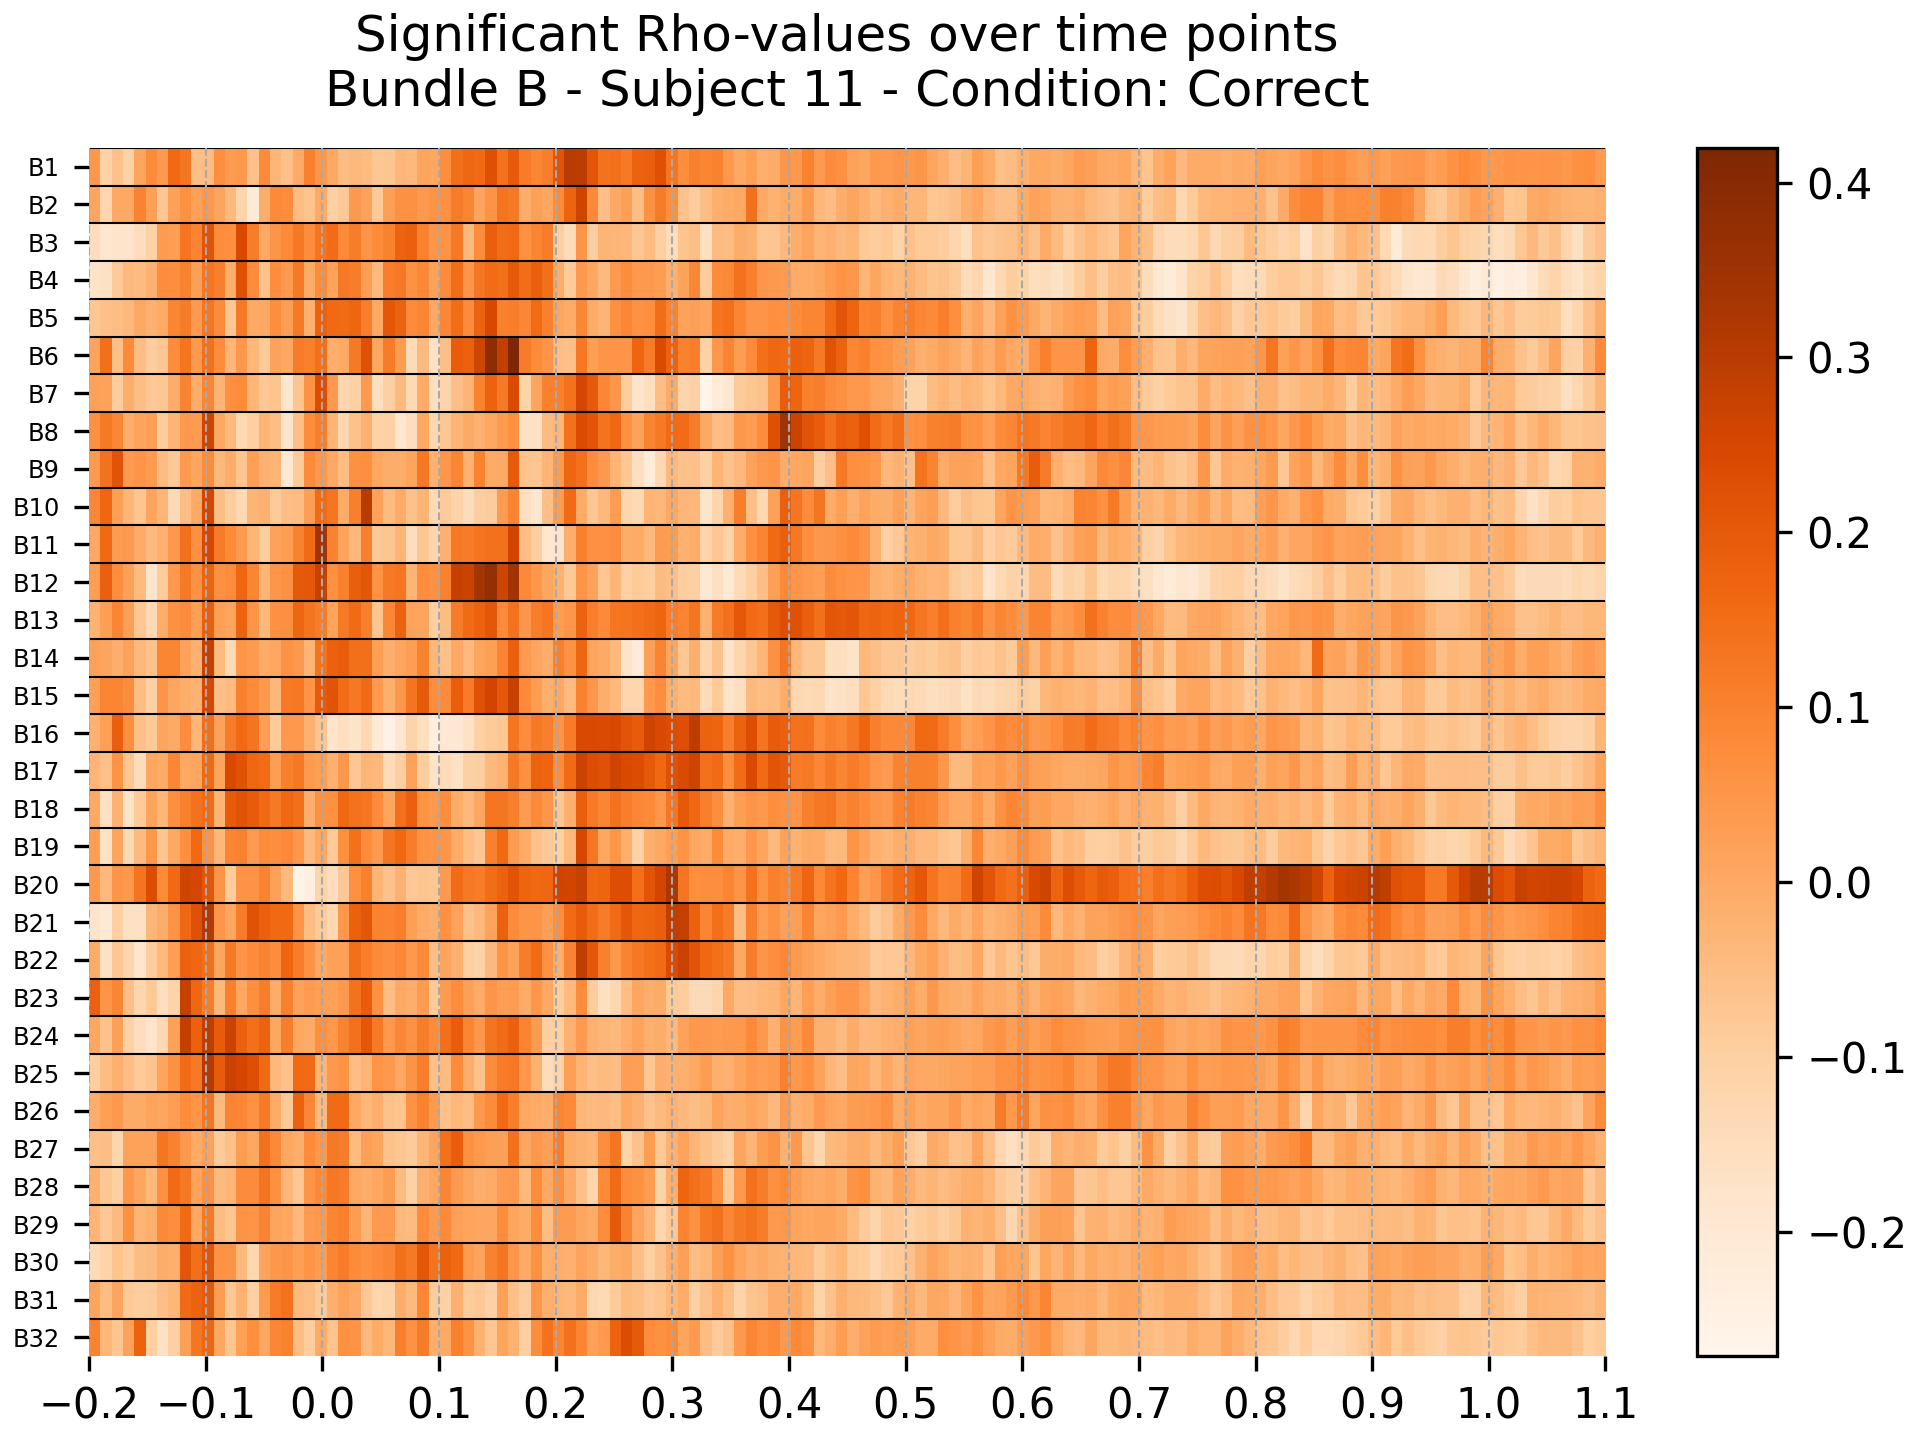 Significant Rho-values over time points
Bundle B - Subject 11 - Condition: Correct
B1
B2
B3
B4
B5
B6
B7
B8
B9
B10
B11
B12
B13
B14
B15
B16
B17
B18
B19
B20
B21
B22
B23
B24
B25
B26
B27
B28
B29
B30
B31
B32
−0.2 −0.1 0.0 0.1 0.2 0.3 0.4 0.5 0.6 0.7 0.8 0.9 1.0 1.1
0.4
0.3
0.2
0.1
0.0
−0.1
−0.2